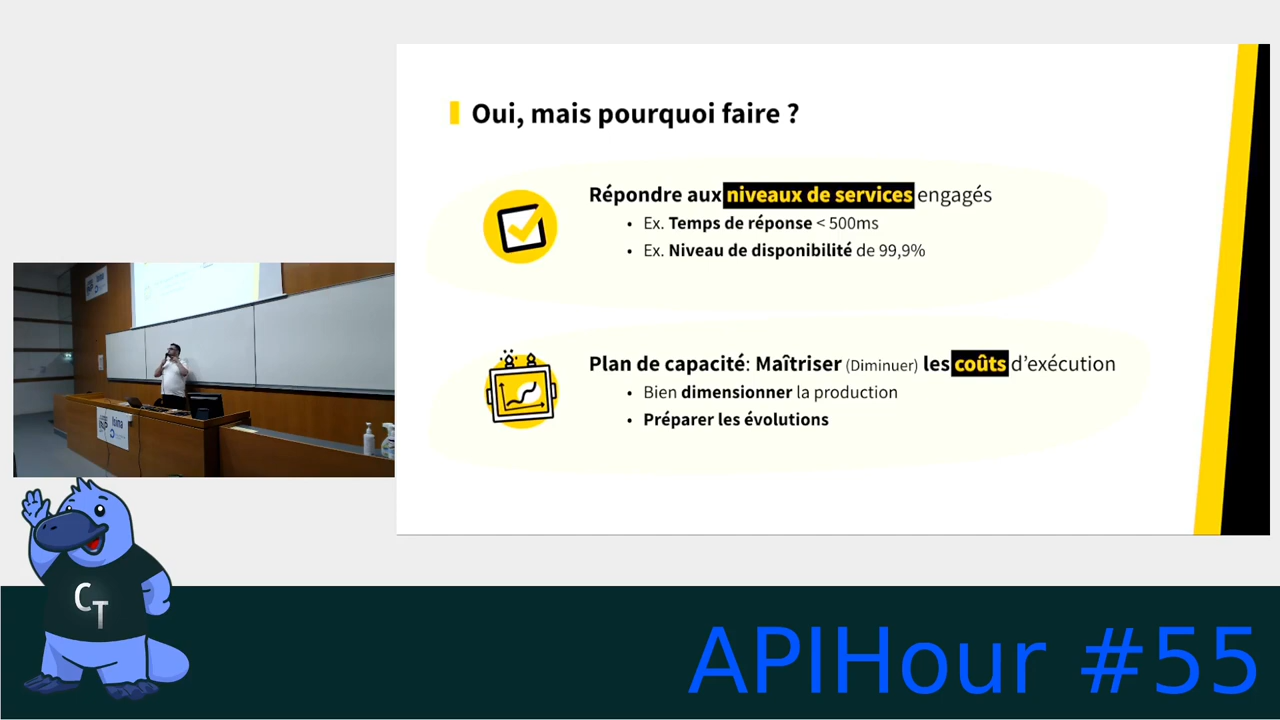 Oui, mais pourquoi faire ?
Répondre aux niveaux de services engagés
• Ex. Temps de réponse < 500ms
• Ex. Niveau de disponibilité de 99,9%
Plan de capacité: Maîtriser (Diminuer) les coûts d’exécution
• Bien dimensionner la production
• Préparer les évolutions
isima
CT
APIHour #55